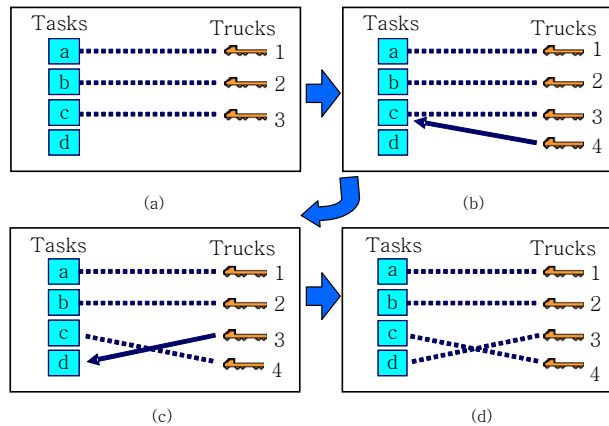 Tasks Trucks
a 1
b 2
c 3
d
(a)
Tasks Trucks
a 1
b 2
c 3
d 4
(b)
Tasks Trucks
a 1
b 2
c 3
d 4
(c)
Tasks Trucks
a 1
b 2
c 3
d 4
(d)